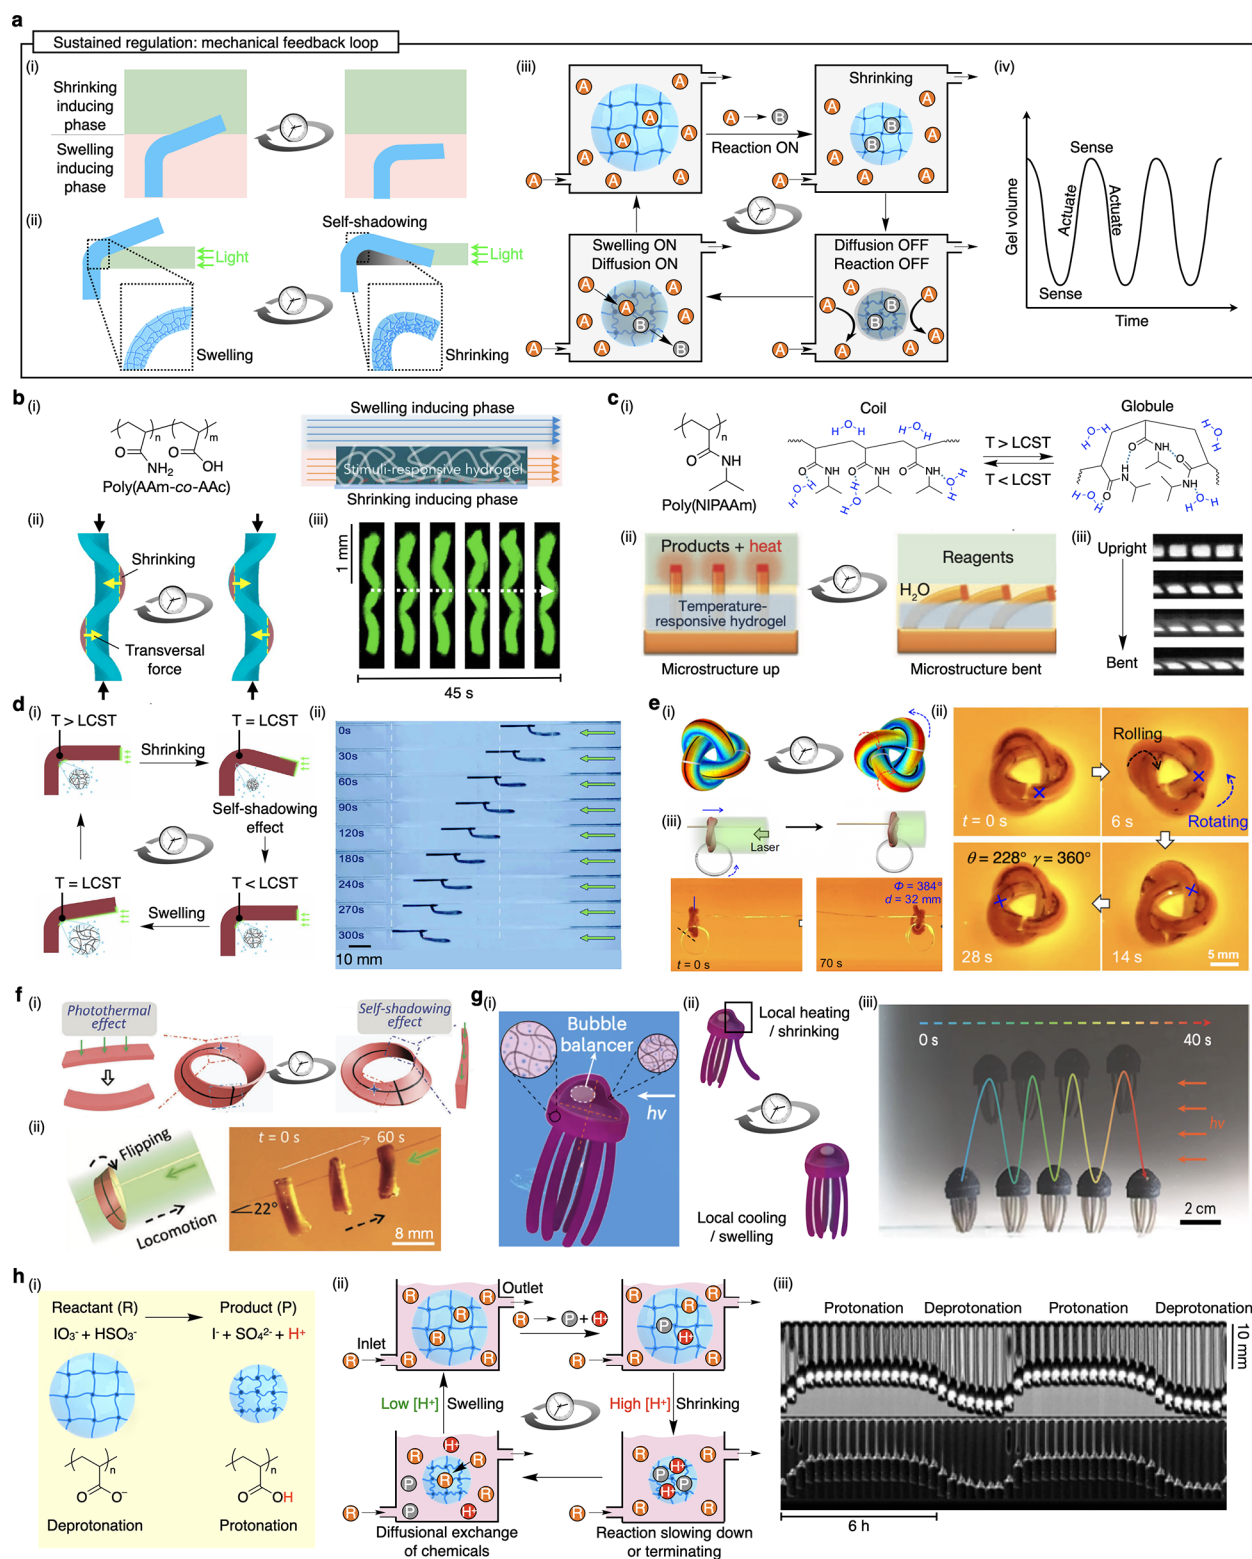 a
Sustained regulation: mechanical feedback loop
(i)
Shrinking
inducing
phase
Swelling
inducing
phase
(ii)
Light
Swelling
Self-shadowing
Light
Shrinking
(iii)
A
A
A
A
A
A
A
A
A → B
Reaction ON
Shrinking
A
A
A
A
A
A
B
B
Swelling ON
Diffusion ON
A
A
A
A
A
A
B
B
A
Diffusion OFF
Reaction OFF
A
A
A
A
B
B
A
(iv)
Gel volume
Sense
Actuate
Actuate
Sense
Time
b
(i)
n
m
O
NH2
O
OH
Poly(AAm-co-AAc)
Swelling inducing phase
Stimuli-responsive hydrogel
Shrinking inducing phase
(ii)
Shrinking
Transversal
force
(iii)
1 mm
45 s
c
(i)
n
O
NH
Poly(NIPAAm)
Coil
T > LCST
T < LCST
Globule
(ii)
Products + heat
Temperature-
responsive hydrogel
Microstructure up
Reagents
H2O
Microstructure bent
(iii)
Upright
Bent
d
(i)
T > LCST
T = LCST
Shrinking
Self-shadowing
effect
T = LCST
Swelling
T < LCST
(ii)
0s
30s
60s
90s
120s
180s
240s
270s
300s
10 mm
e
(i)
(ii)
Rolling
t = 0 s
6 s
Rotating
θ = 228° γ = 360°
28 s
14 s
5 mm
(iii)
Laser
Φ = 384°
d = 32 mm
t = 0 s
70 s
f
(i)
Photothermal
effect
Self-shadowing
effect
(ii)
Flipping
Locomotion
t = 0 s
60 s
22°
8 mm
g
(i)
Bubble
balancer
hv
(ii)
Local heating
/ shrinking
Local cooling
/ swelling
(iii)
0 s
40 s
hv
2 cm
h
(i)
Reactant (R)
Product (P)
IO3- + HSO3-
I- + SO42- + H+
n
O
O−
n
O
OH
Deprotonation
Protonation
(ii)
Outlet
R → P + H+
Inlet
R
R
R
R
R
R
R
R
R
R
R
P
H+
R
Low [H+]
Swelling
High [H+]
Shrinking
H+
R
R
P
R
P
H+
R
R
R
H+
P
P
H+
R
R
R
Diffusional exchange
of chemicals
Reaction slowing down
or terminating
(iii)
Protonation
Deprotonation
Protonation
Deprotonation
10 mm
6 h